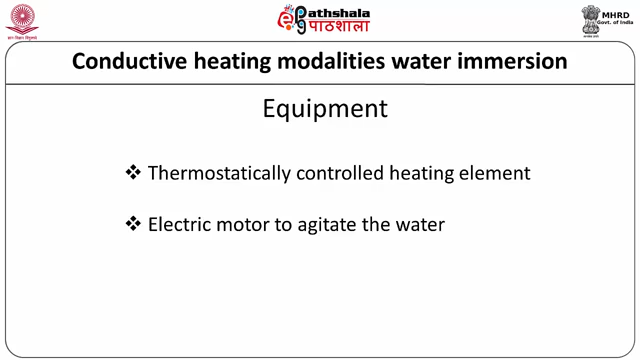 Pathshala
पाठशाला
MHRD
Govt. of India
Conductive heating modalities water immersion
Equipment
❖ Thermostatically controlled heating element
❖ Electric motor to agitate the water